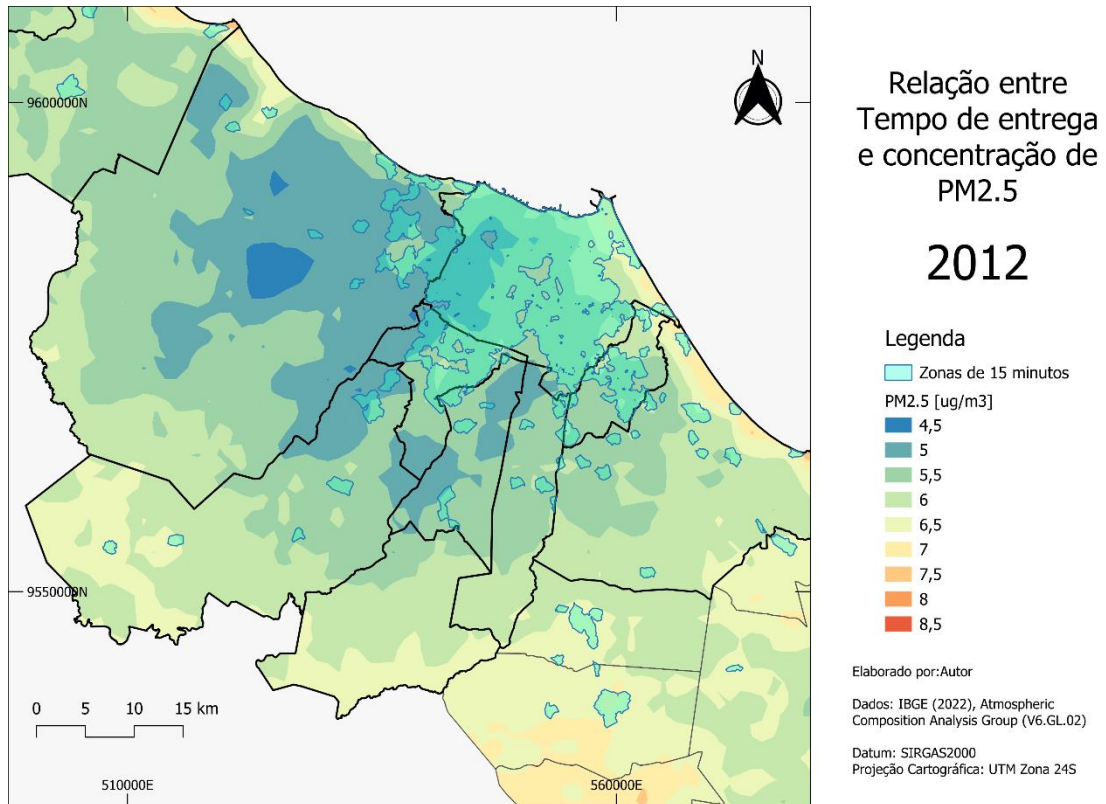 9600000N
N
9550000N
0 5 10 15 km
510000E
560000E
Relação entre
Tempo de entrega
e concentração de
PM2.5
2012
Legenda
Zonas de 15 minutos
PM2.5 [ug/m3]
4,5
5
5,5
6
6,5
7
7,5
8
8,5
Elaborado por:Autor
Dados: IBGE (2022), Atmospheric
Composition Analysis Group (V6.GL.02)
Datum: SIRGAS2000
Projeção Cartográfica: UTM Zona 24S